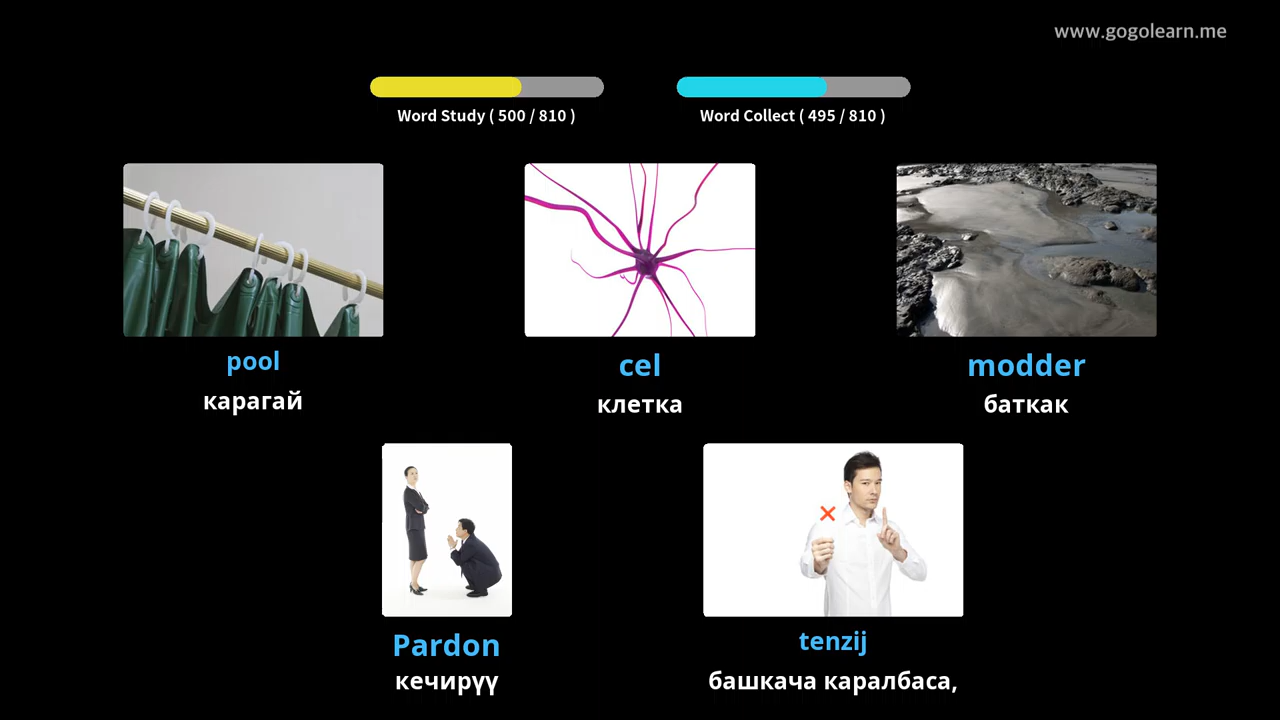 www.gogolearn.me
Word Study ( 500 / 810 )
Word Collect ( 495 / 810 )
pool
карагай
cel
клетка
modder
баткак
Pardon
кечирүү
tenzij
башкача каралбаса,